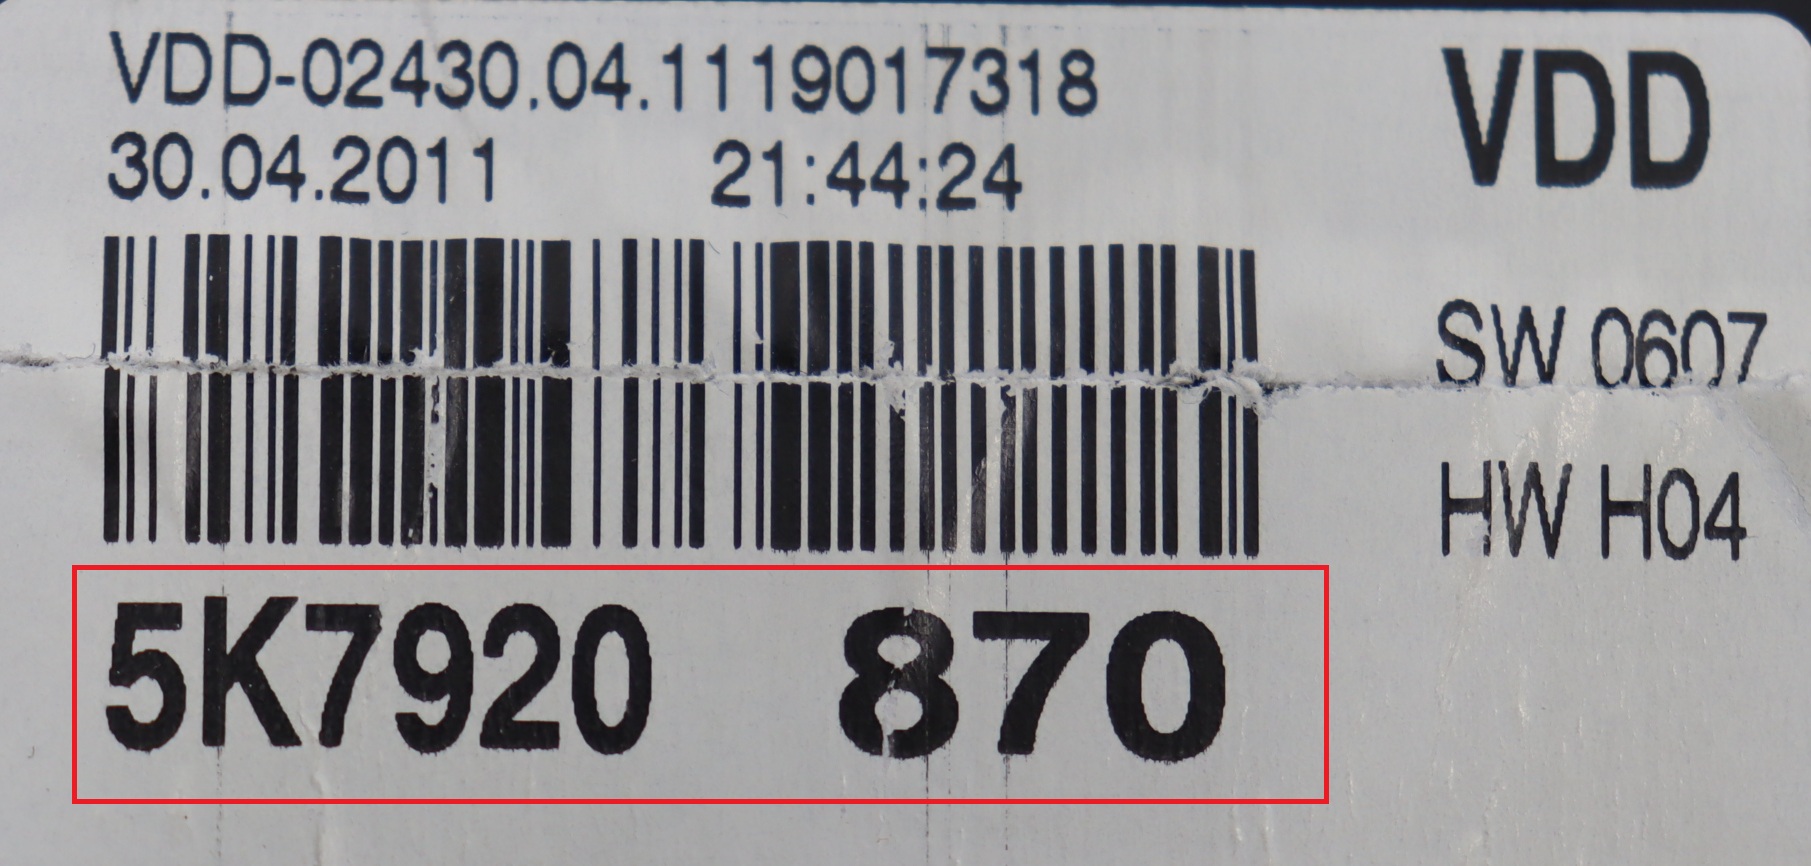 VDD-02430.04.1119017318
VDD
30.04.2011 21:44:24
SW 0607
HW H04
5K7920 870